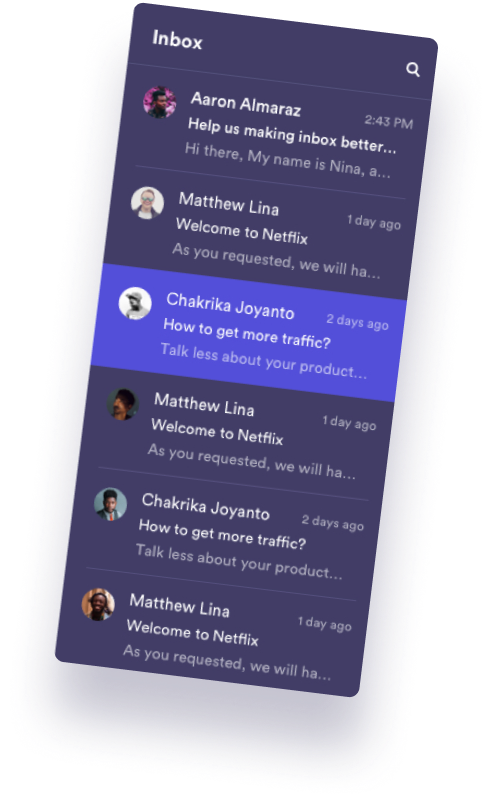 Inbox
Aaron Almaraz
2:43 PM
Help us making inbox better...
Hi there, My name is Nina, a...
Matthew Lina
1 day ago
Welcome to Netflix
As you requested, we will ha...
Chakrika Joyanto
2 days ago
How to get more traffic?
Talk less about your product...
Matthew Lina
1 day ago
Welcome to Netflix
As you requested, we will ha...
Chakrika Joyanto
2 days ago
How to get more traffic?
Talk less about your product...
Matthew Lina
1 day ago
Welcome to Netflix
As you requested, we will ha...